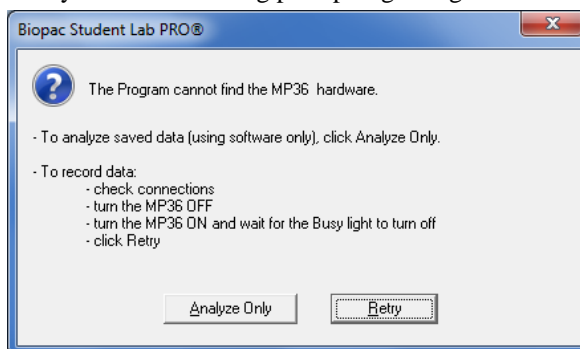 Biopac Student Lab PRO®
The Program cannot find the MP36 hardware.
- To analyze saved data (using software only), click Analyze Only.
- To record data:
- check connections
- turn the MP36 OFF
- turn the MP36 ON and wait for the Busy light to turn off
- click Retry
Analyze Only Retry